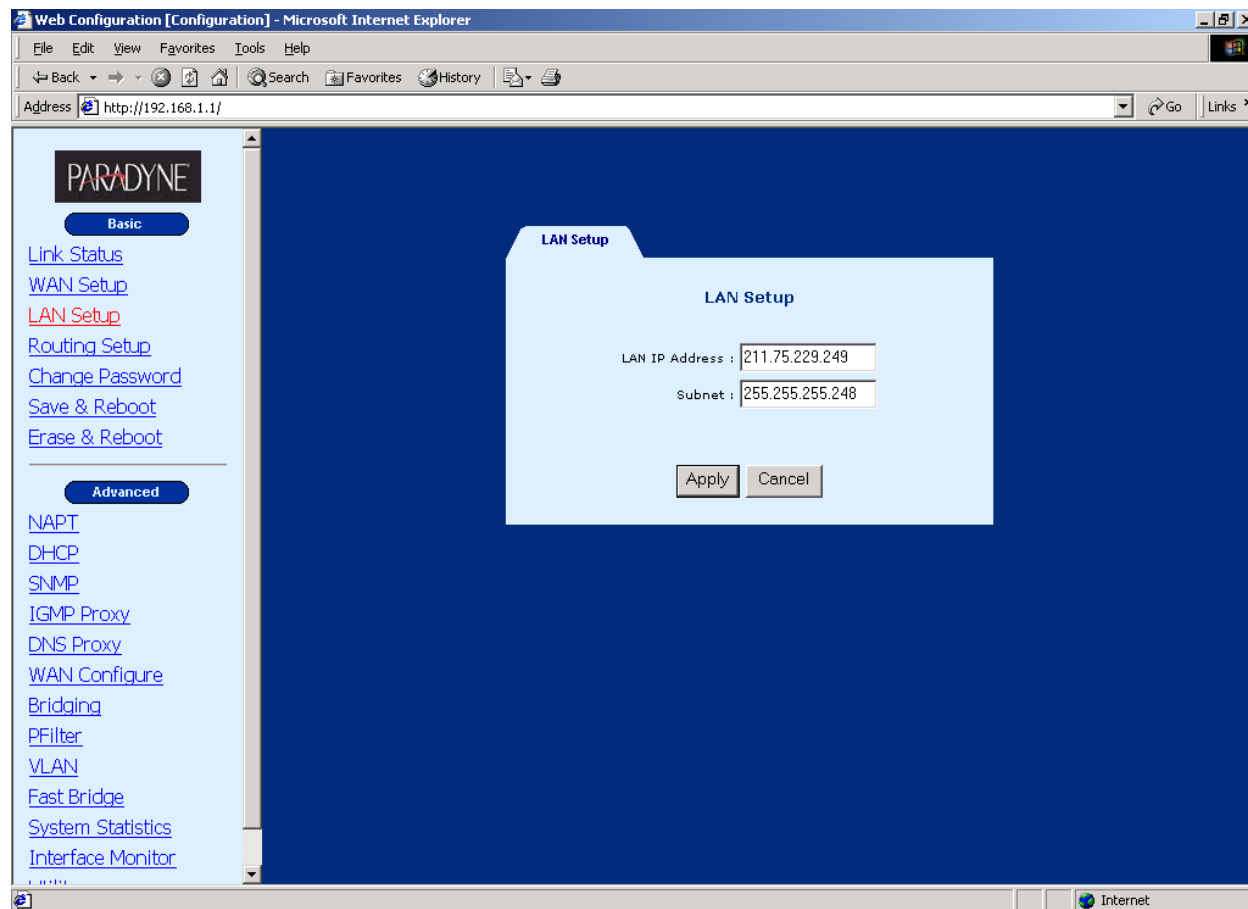 Web Configuration [Configuration] - Microsoft Internet Explorer
File Edit View Favorites Tools Help
Back Search Favorites History
Address http://192.168.1.1/ Go Links
PARADYNE
Basic
Link Status
WAN Setup
LAN Setup
Routing Setup
Change Password
Save & Reboot
Erase & Reboot
Advanced
NAPT
DHCP
SNMP
IGMP Proxy
DNS Proxy
WAN Configure
Bridging
PFilter
VLAN
Fast Bridge
System Statistics
Interface Monitor
LAN Setup
LAN Setup
LAN IP Address : 211.75.229.249
Subnet : 255.255.255.248
Apply Cancel
Internet